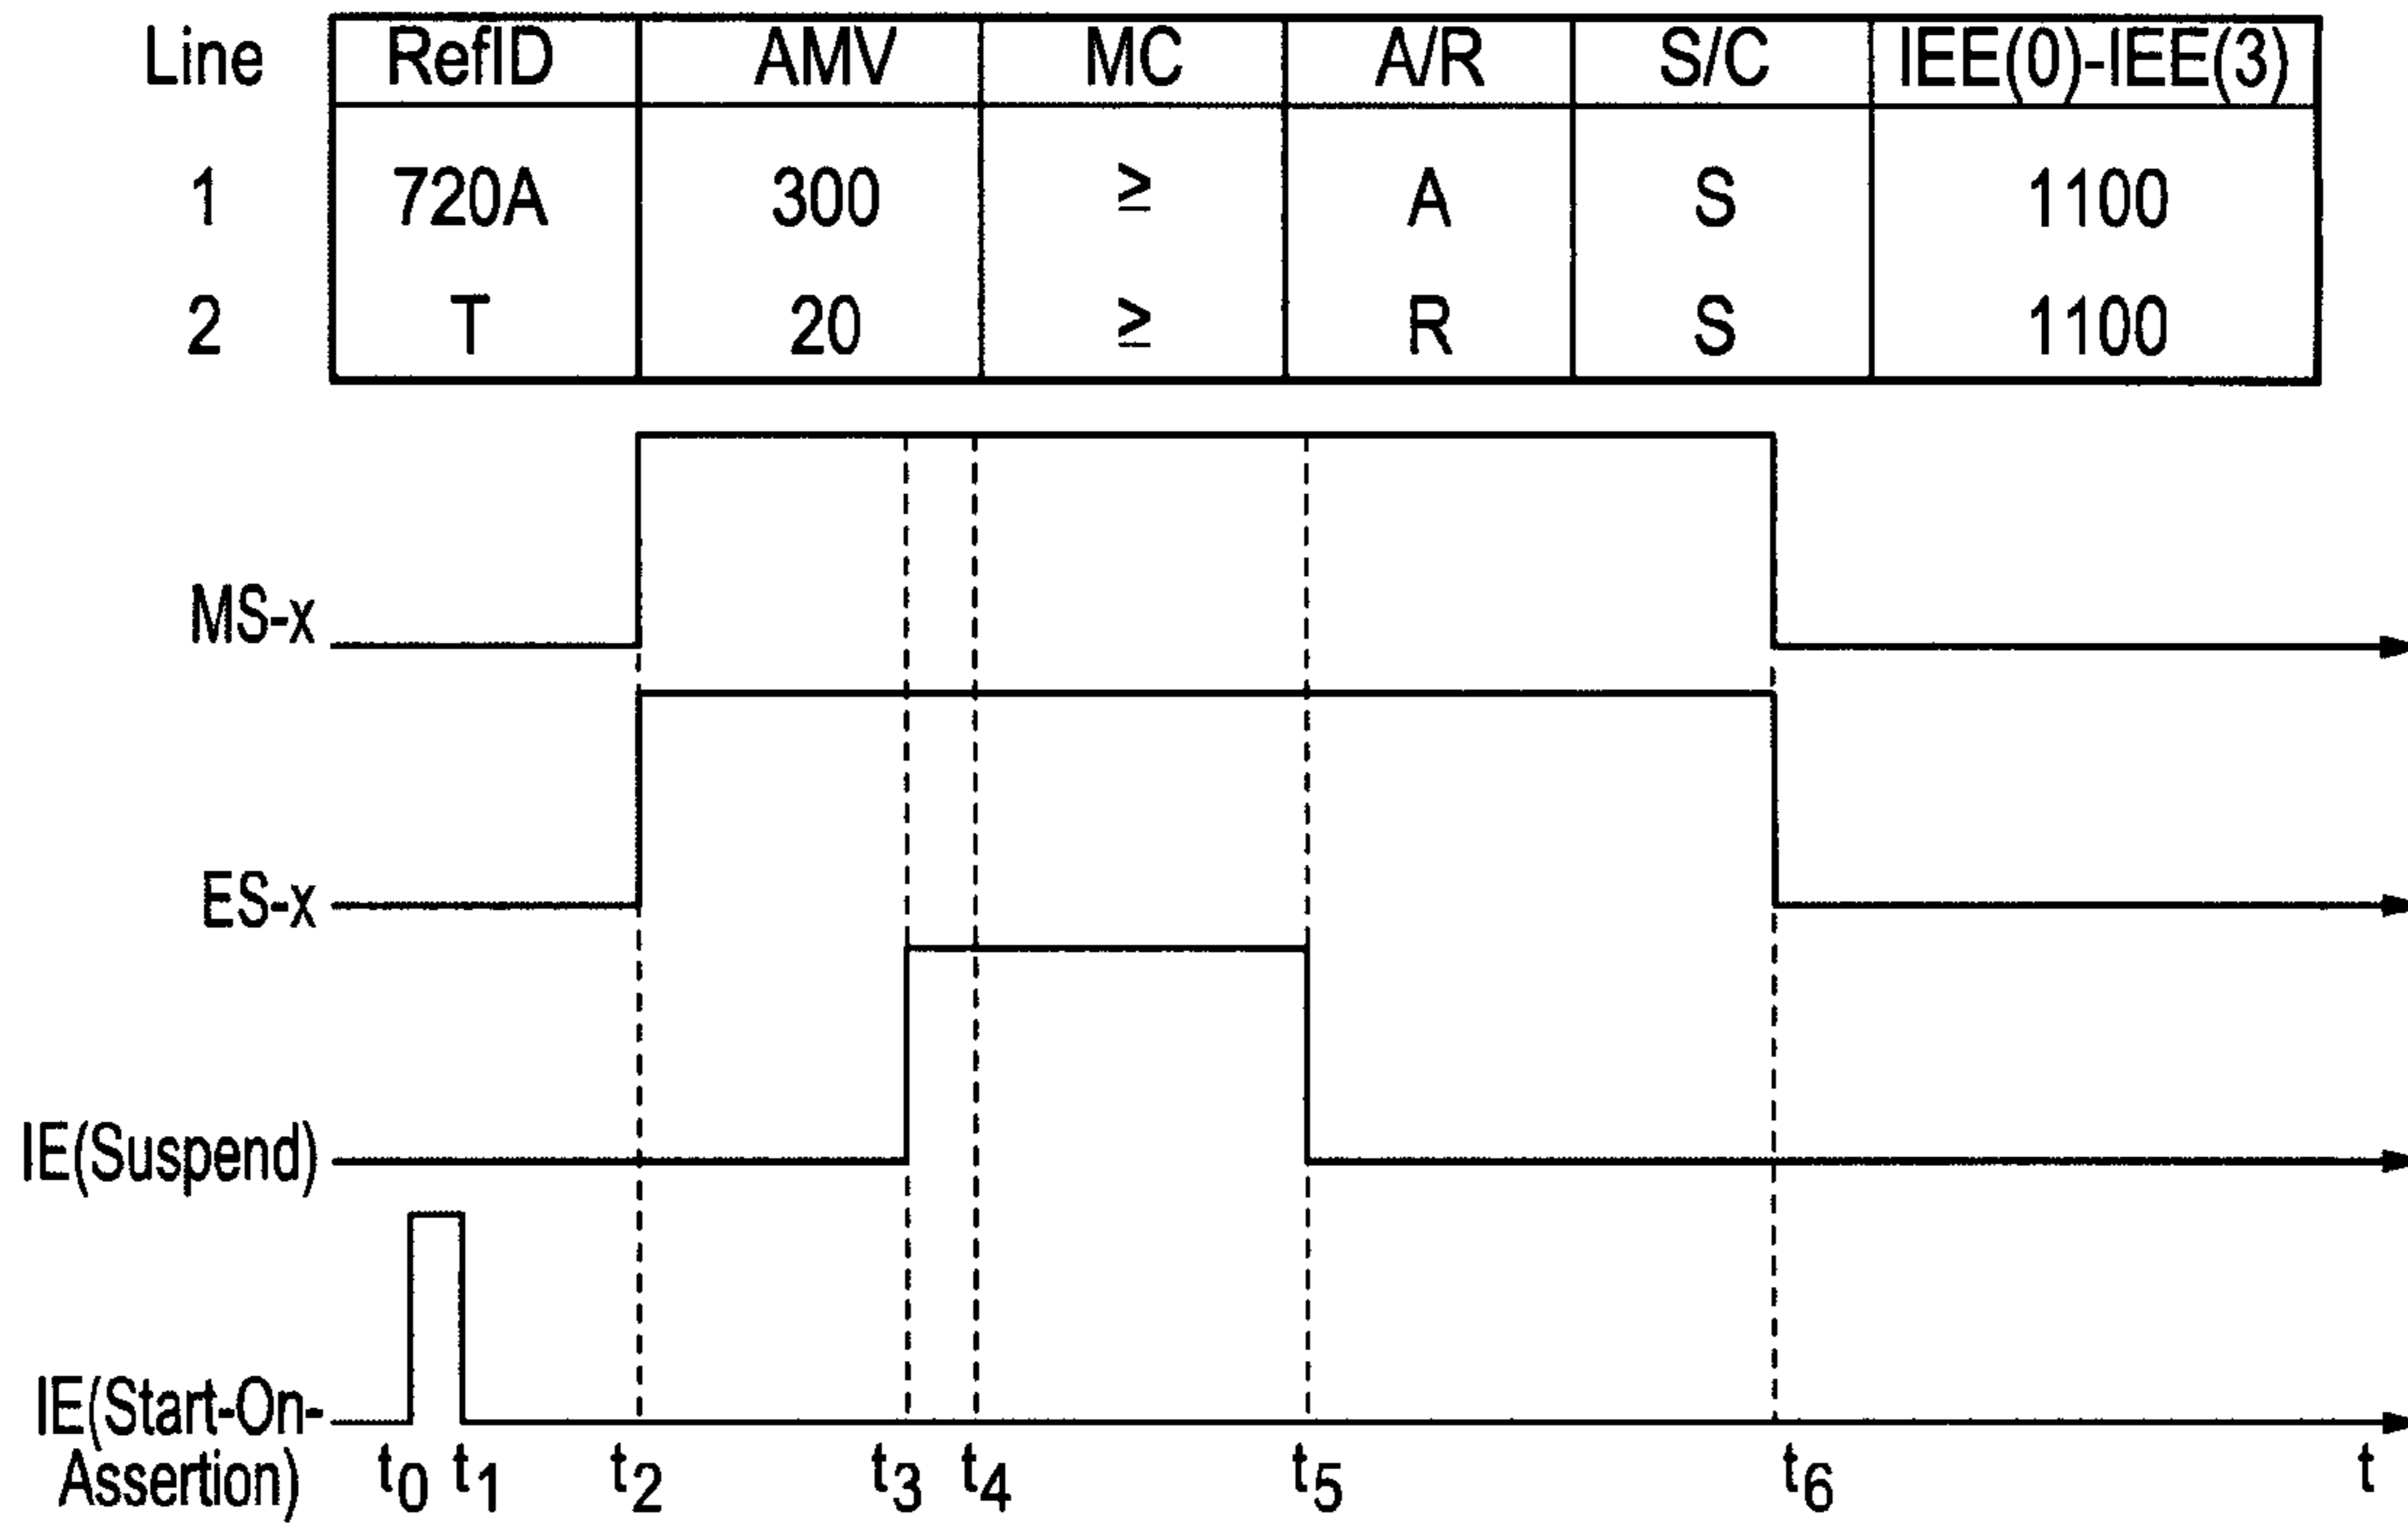 Line RefID AMV MC A/R S/C IEE(0)-IEE(3)
1 720A 300 ≥ A S 1100
2 T 20 ≥ R S 1100
MS-x
ES-x
IE(Suspend)
IE(Start-On-
Assertion)
t0 t1 t2 t3 t4 t5 t6 t